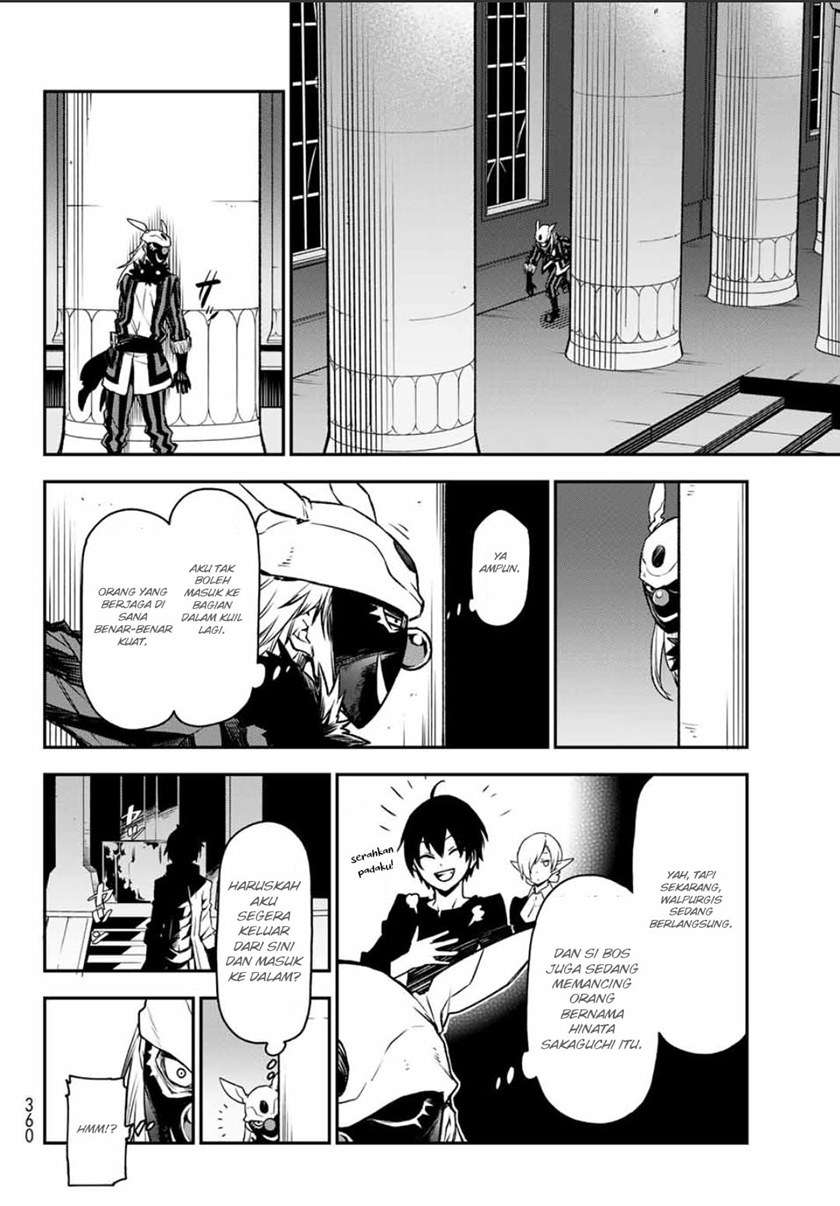 YA
AMPUN.
AKU TAK
BOLEH
MASUK KE
BAGIAN
DALAM KUIL
LAGI.
ORANG YANG
BERJAGA DI
SANA
BENAR-BENAR
KUAT.
YAH, TAPI
SEKARANG,
WALPURGIS
SEDANG
BERLANGSUNG.
serahkan
padaku!
DAN SI BOS
JUGA SEDANG
MEMANCING
ORANG
BERNAMA
HINATA
SAKAGUCHI ITU.
HARUSKAH
AKU
SEGERA
KELUAR
DARI SINI
DAN MASUK
KE DALAM?
HMM!?
360